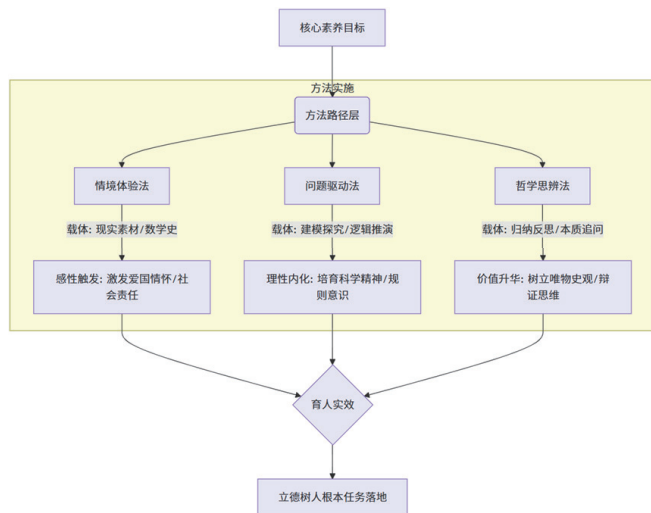 核心素养目标
方法实施
方法路径层
情境体验法
问题驱动法
哲学思辨法
载体: 现实素材/数学史
载体: 建模探究/逻辑推演
载体: 归纳反思/本质追问
感性触发: 激发爱国情怀/社
会责任
理性内化: 培育科学精神/规
则意识
价值升华: 树立唯物史观/辩
证思维
育人实效
立德树人根本任务落地